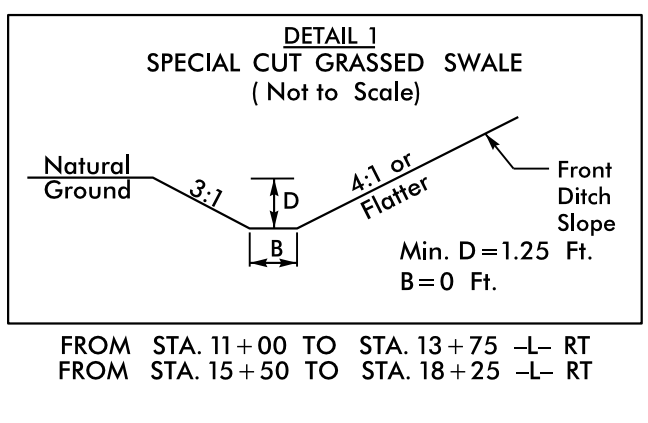 DETAIL 1
SPECIAL CUT GRASSED SWALE
( Not to Scale)
Natural
Ground
3:1
D
B
4:1 or
Flatter
Front
Ditch
Slope
Min. D=1.25 Ft.
B=0 Ft.
FROM STA. 11+00 TO STA. 13+75 -L- RT
FROM STA. 15+50 TO STA. 18+25 -L- RT